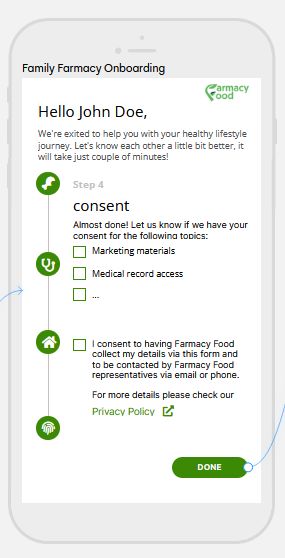 Family Farmacy Onboarding
Farmacy
Food
Hello John Doe,
We're exited to help you with your healthy lifestyle
journey. Let's know each other a little bit better, it
will take just couple of minutes!
Step 4
consent
Almost done! Let us know if we have your
consent for the following topics:
Marketing materials
Medical record access
...
I consent to having Farmacy Food
collect my details via this form and
to be contacted by Farmacy Food
representatives via email or phone.
For more details please check our
Privacy Policy
DONE